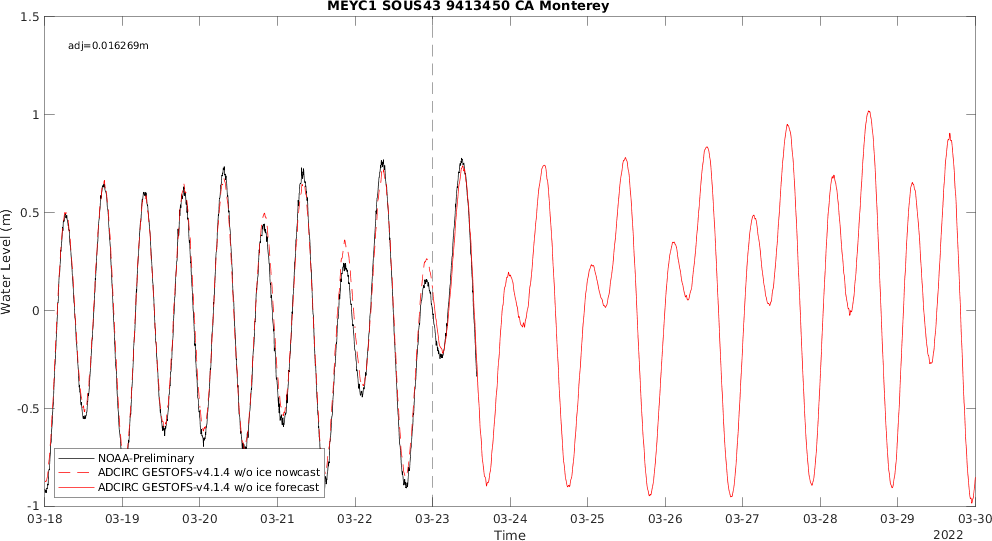 MEYC1 SOUS43 9413450 CA Monterey
1.5
adj=0.016269m
1
0.5
Water Level (m)
0
-0.5
NOAA-Preliminary
ADCIRC GESTOFS-v4.1.4 w/o ice nowcast
ADCIRC GESTOFS-v4.1.4 w/o ice forecast
-1
03-18 03-19 03-20 03-21 03-22 03-23 03-24 03-25 03-26 03-27 03-28 03-29 03-30
Time
2022